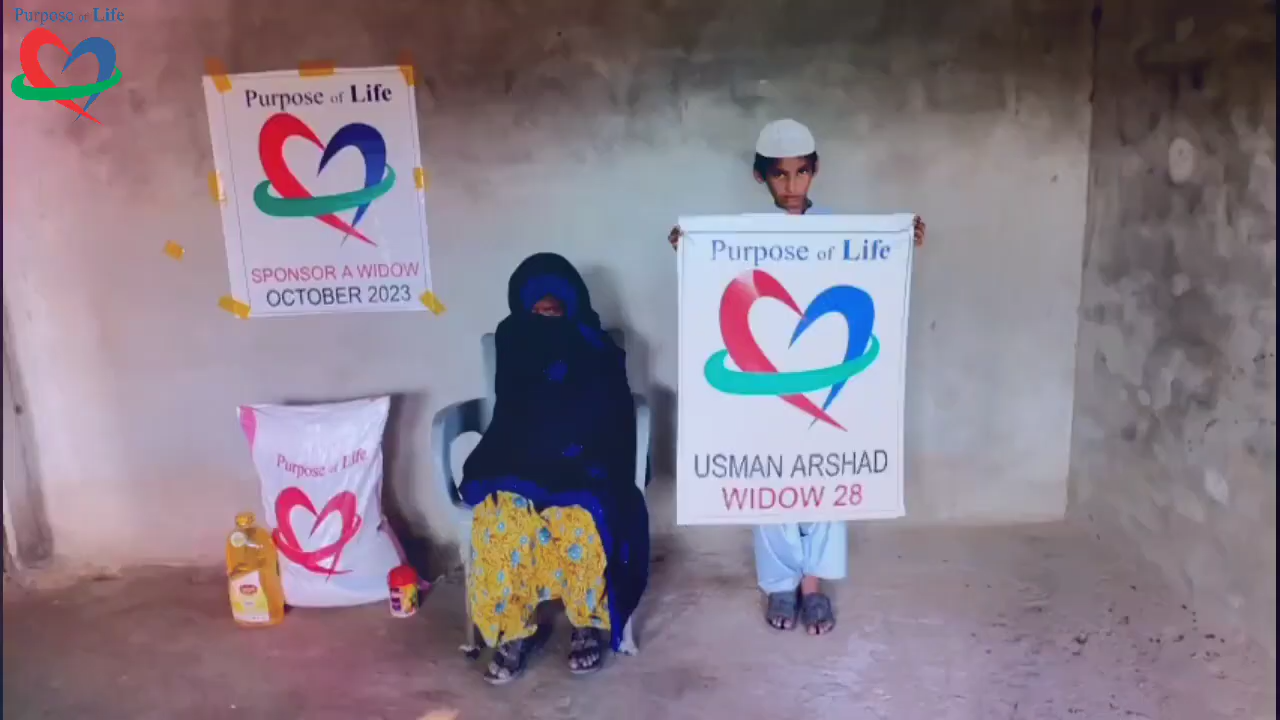 Purpose of Life
Purpose of Life
SPONSOR A WIDOW
OCTOBER 2023
Purpose of Life
Purpose of Life
USMAN ARSHAD
WIDOW 28